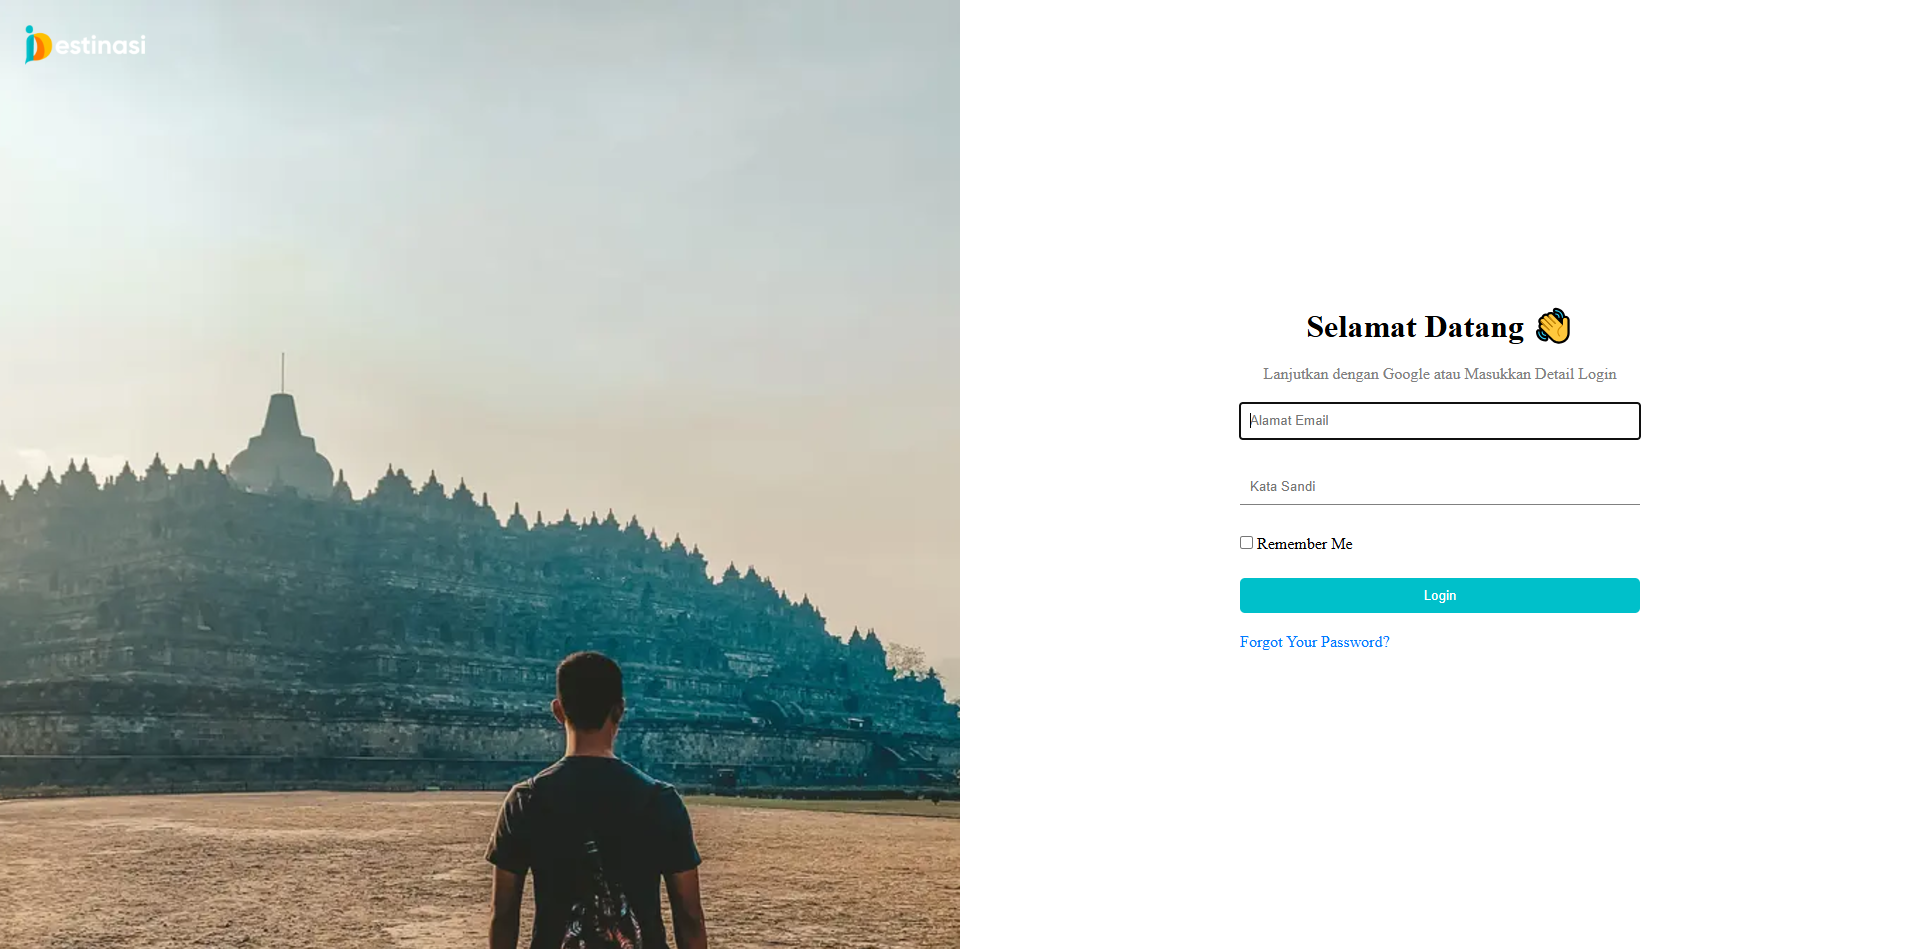 iDestinasi
Selamat Datang 👋
Lanjutkan dengan Google atau Masukkan Detail Login
Alamat Email
Kata Sandi
Remember Me
Login
Forgot Your Password?